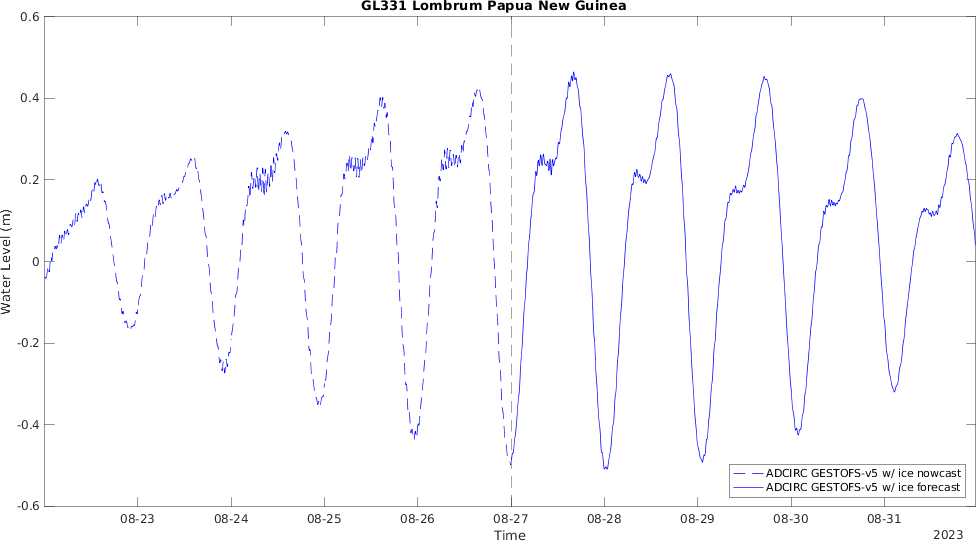 GL331 Lombrum Papua New Guinea
0.6
0.4
0.2
0
-0.2
-0.4
-0.6
Water Level (m)
08-23 08-24 08-25 08-26 08-27 08-28 08-29 08-30 08-31
Time
2023
ADCIRC GESTOFS-v5 w/ ice nowcast
ADCIRC GESTOFS-v5 w/ ice forecast